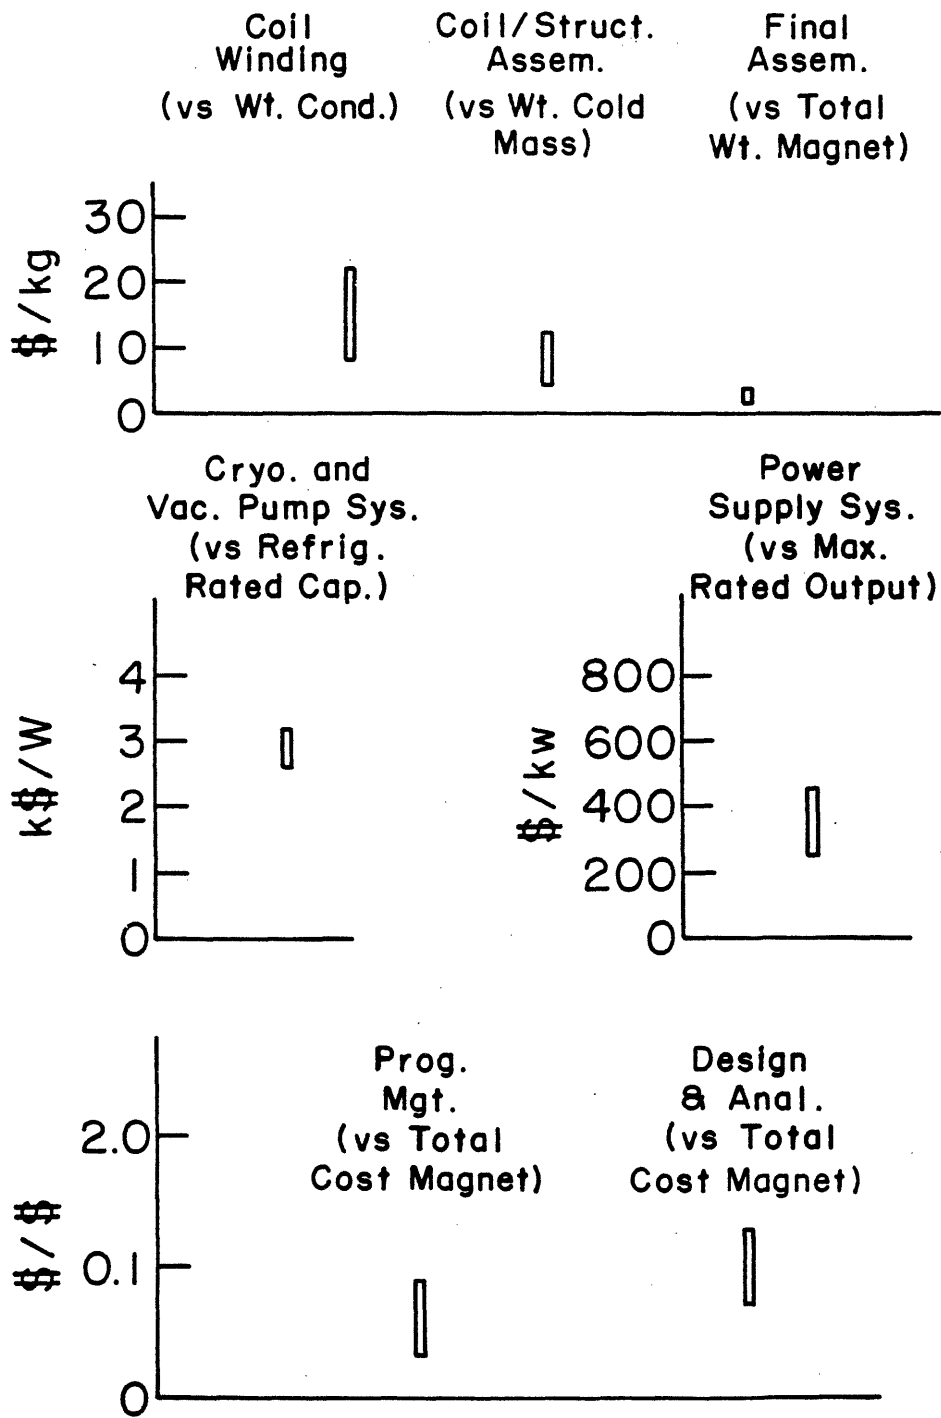 Coil
Winding
(vs Wt. Cond.)
Coil/Struct.
Assem.
(vs Wt. Cold
Mass)
Final
Assem.
(vs Total
Wt. Magnet)
$/kg
30
20
10
0
Cryo. and
Vac. Pump Sys.
(vs Refrig.
Rated Cap.)
k$/W
4
3
2
1
0
Power
Supply Sys.
(vs Max.
Rated Output)
$/kw
800
600
400
200
0
Prog.
Mgt.
(vs Total
Cost Magnet)
Design
& Anal.
(vs Total
Cost Magnet)
$/$
2.0
0.1
0